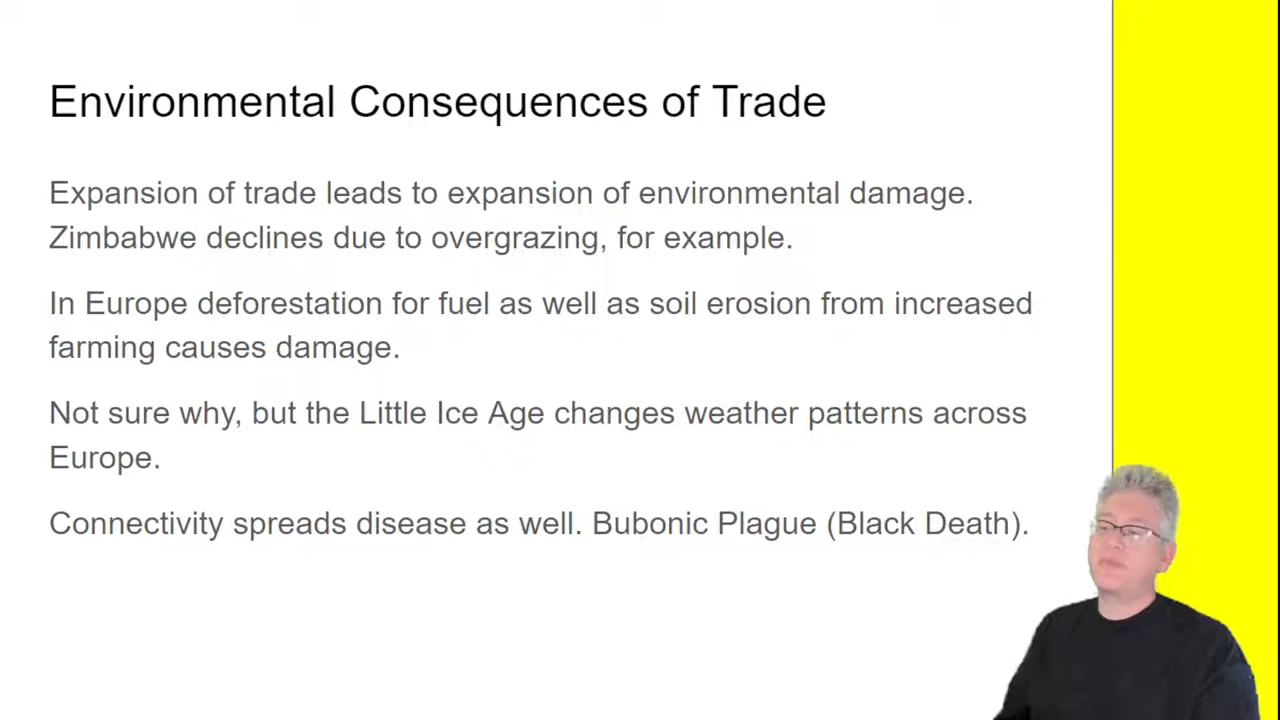 Environmental Consequences of Trade
Expansion of trade leads to expansion of environmental damage.
Zimbabwe declines due to overgrazing, for example.
In Europe deforestation for fuel as well as soil erosion from increased
farming causes damage.
Not sure why, but the Little Ice Age changes weather patterns across
Europe.
Connectivity spreads disease as well. Bubonic Plague (Black Death).